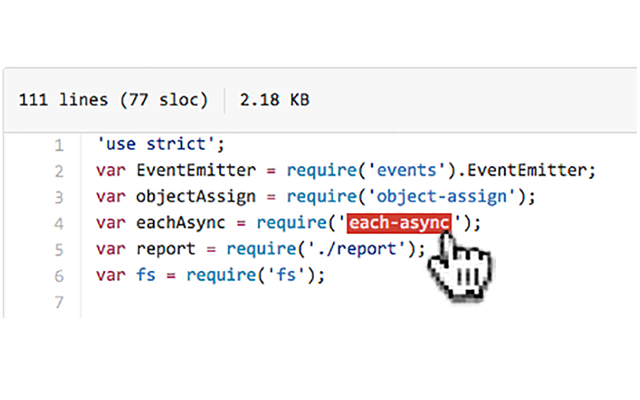 111 lines (77 sloc) 2.18 KB
1 'use strict';
2 var EventEmitter = require('events').EventEmitter;
3 var objectAssign = require('object-assign');
4 var eachAsync = require('each-async');
5 var report = require('./report');
6 var fs = require('fs');
7